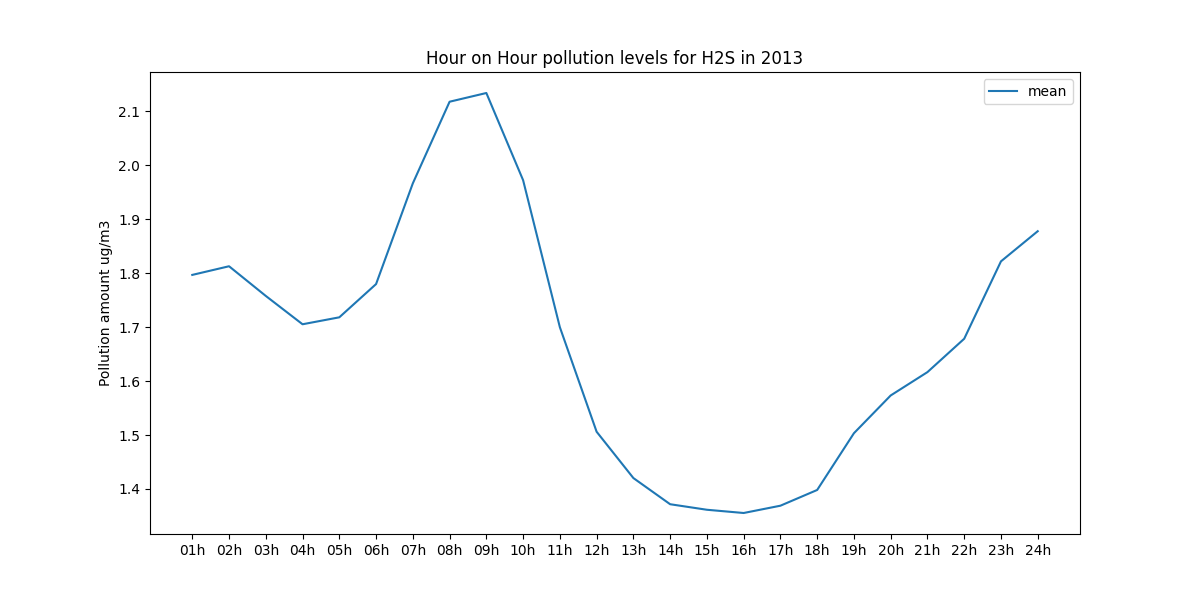 Hour on Hour pollution levels for H2S in 2013
mean
Pollution amount ug/m3
2.1
2.0
1.9
1.8
1.7
1.6
1.5
1.4
01h 02h 03h 04h 05h 06h 07h 08h 09h 10h 11h 12h 13h 14h 15h 16h 17h 18h 19h 20h 21h 22h 23h 24h